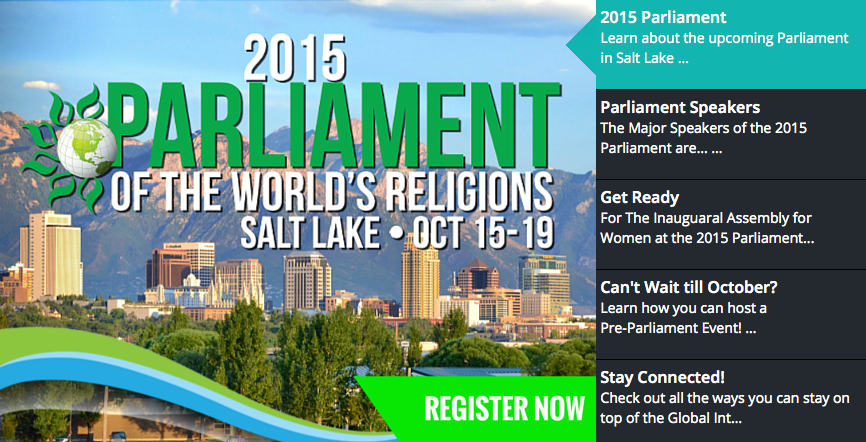 2015
PARLIAMENT
OF THE WORLD'S RELIGIONS
SALT LAKE • OCT 15-19
REGISTER NOW
2015 Parliament
Learn about the upcoming Parliament
in Salt Lake ...
Parliament Speakers
The Major Speakers of the 2015
Parliament are... ...
Get Ready
For The Inauguaral Assembly for
Women at the 2015 Parliament...
Can't Wait till October?
Learn how you can host a
Pre-Parliament Event! ...
Stay Connected!
Check out all the ways you can stay on
top of the Global Int...